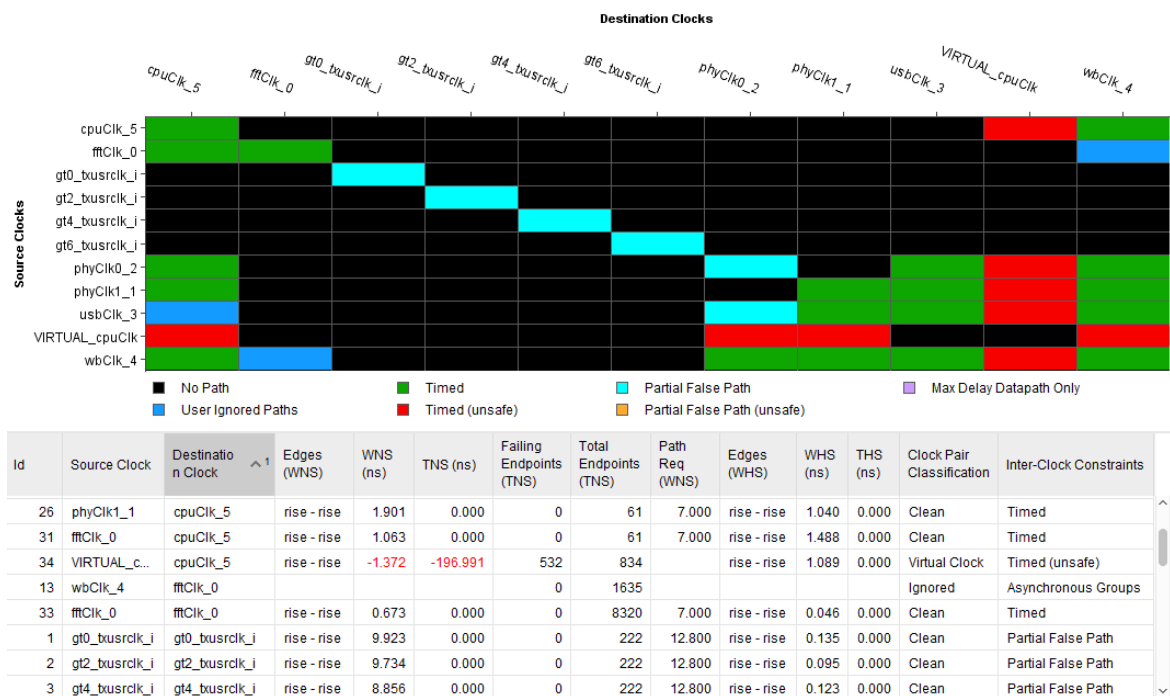 Destination Clocks
cpuClk_5 fftClk_0 gt0_txusrclk_i gt2_txusrclk_i gt4_txusrclk_i gt6_txusrclk_i phyClk0_2 phyClk1_1 usbClk_3 VIRTUAL_cpuClk wbClk_4
Source Clocks
cpuClk_5
fftClk_0
gt0_txusrclk_i
gt2_txusrclk_i
gt4_txusrclk_i
gt6_txusrclk_i
phyClk0_2
phyClk1_1
usbClk_3
VIRTUAL_cpuClk
wbClk_4
No Path Timed Partial False Path Max Delay Datapath Only
User Ignored Paths Timed (unsafe) Partial False Path (unsafe)
Id Source Clock Destinatio n Clock 1 Edges (WNS) WNS (ns) TNS (ns) Failing Endpoints (TNS) Total Endpoints (TNS) Path Req (WNS) Edges (WHS) WHS (ns) THS (ns) Clock Pair Classification Inter-Clock Constraints
26 phyClk1_1 cpuClk_5 rise - rise 1.901 0.000 0 61 7.000 rise - rise 1.040 0.000 Clean Timed
31 fftClk_0 cpuClk_5 rise - rise 1.063 0.000 0 61 7.000 rise - rise 1.488 0.000 Clean Timed
34 VIRTUAL_c... cpuClk_5 rise - rise -1.372 -196.991 532 834 rise - rise 1.089 0.000 Virtual Clock Timed (unsafe)
13 wbClk_4 fftClk_0 0 1635 Ignored Asynchronous Groups
33 fftClk_0 fftClk_0 rise - rise 0.673 0.000 0 8320 7.000 rise - rise 0.046 0.000 Clean Timed
1 gt0_txusrclk_i gt0_txusrclk_i rise - rise 9.923 0.000 0 222 12.800 rise - rise 0.135 0.000 Clean Partial False Path
2 gt2_txusrclk_i gt2_txusrclk_i rise - rise 9.734 0.000 0 222 12.800 rise - rise 0.095 0.000 Clean Partial False Path
3 gt4_txusrclk_i gt4_txusrclk_i rise - rise 8.856 0.000 0 222 12.800 rise - rise 0.123 0.000 Clean Partial False Path